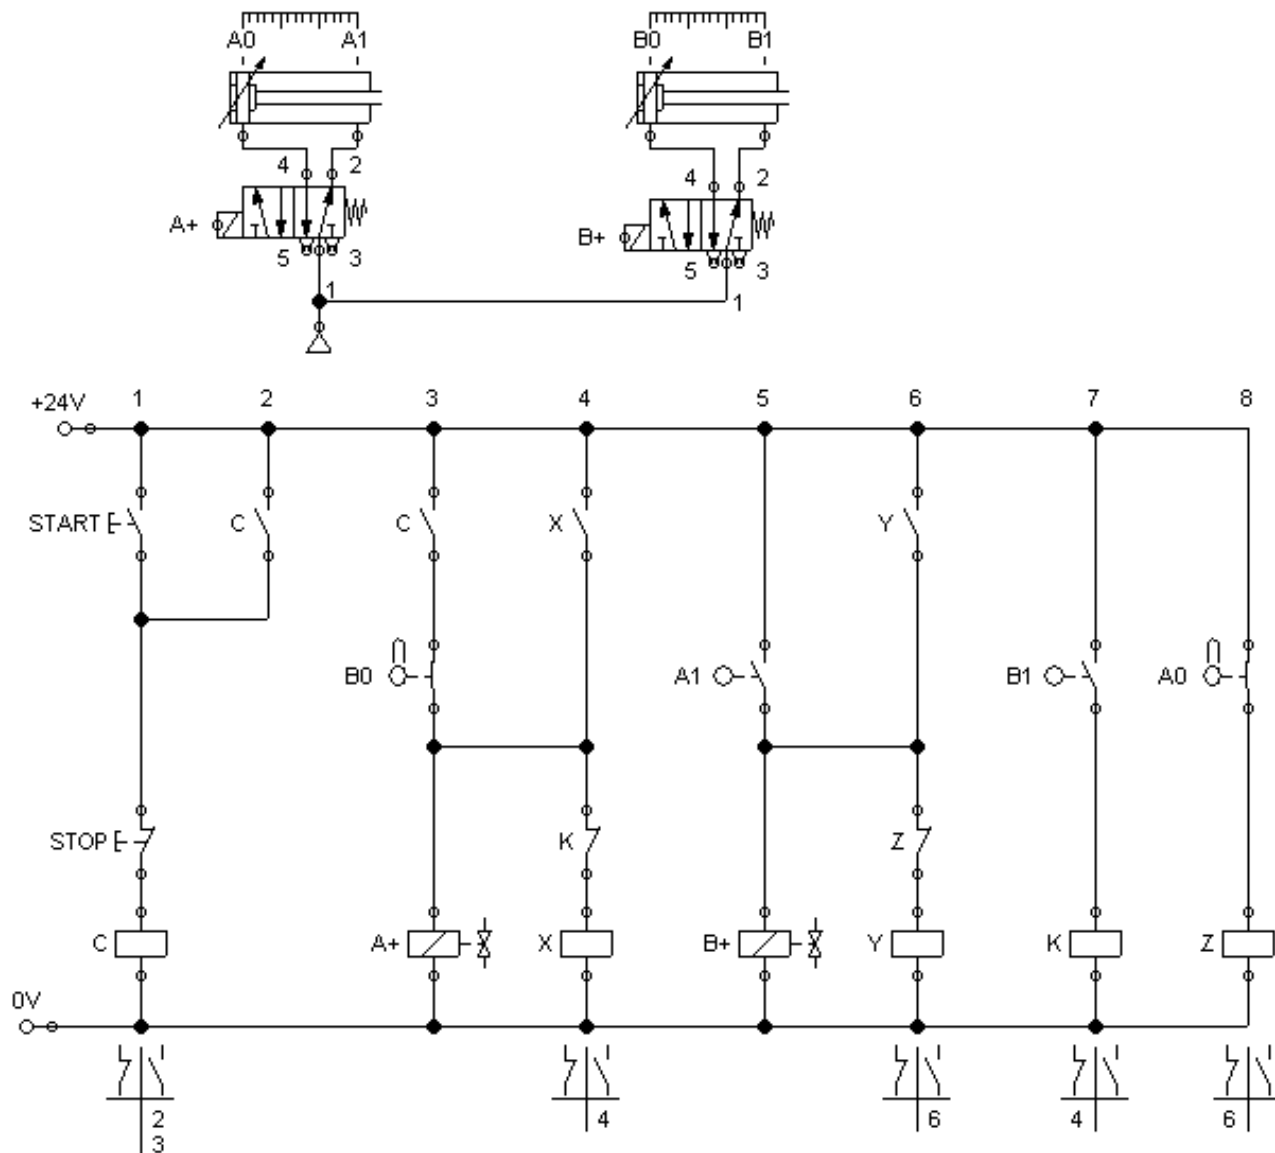 A0 A1 B0 B1
4 2
4 2
A+
B+
5 3
5 3
1
1
+24V 1 2 3 4 5 6 7 8
START C C X Y
B0 A1 B1 A0
STOP K Z
C A+ X B+ Y K Z
0V
2 4 6 4 6
3